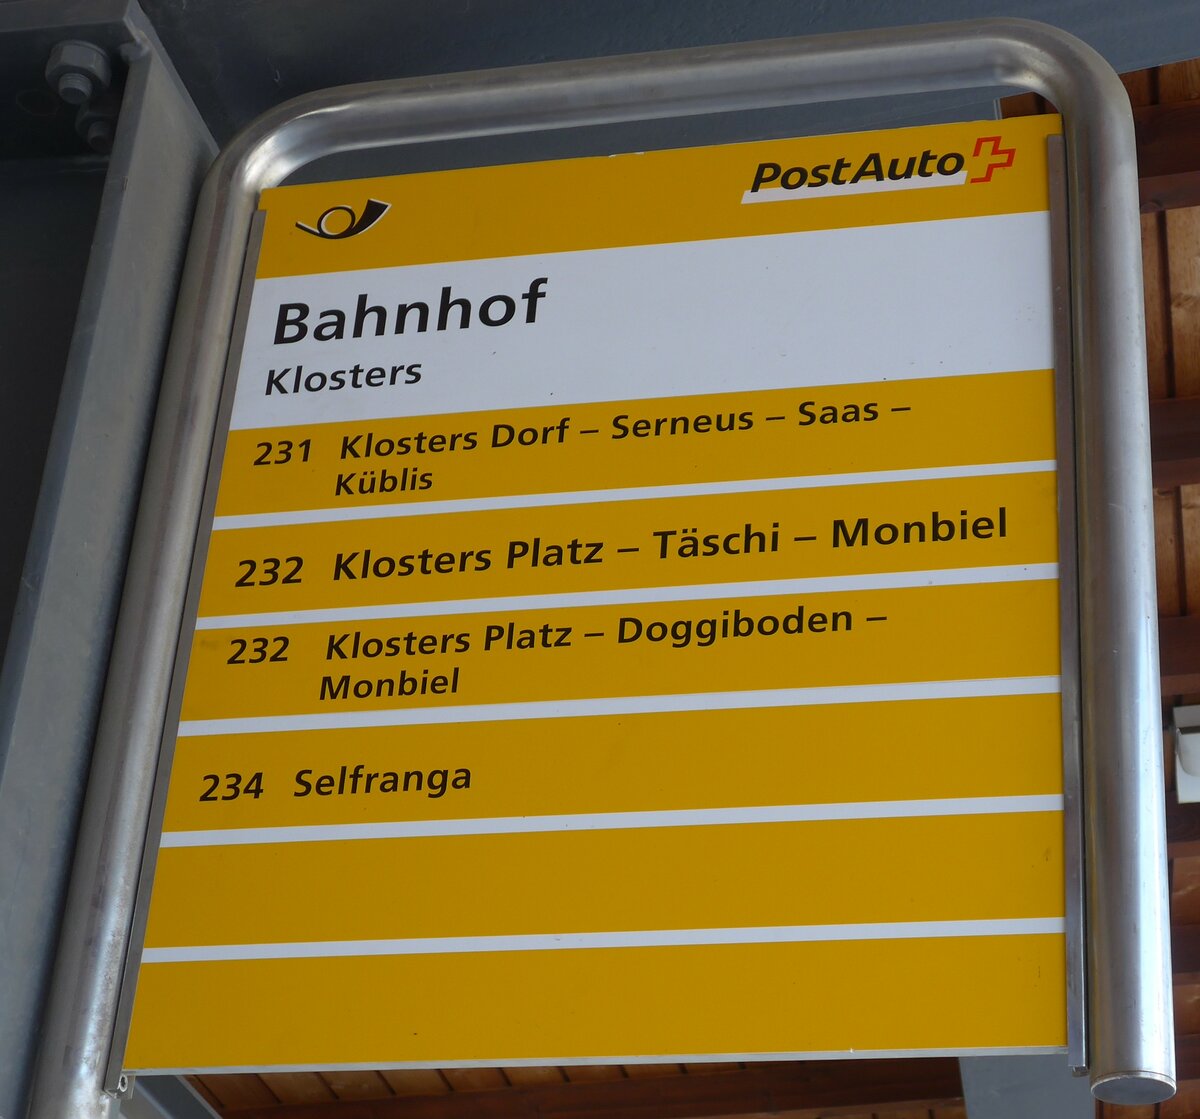 PostAuto
Bahnhof
Klosters
231 Klosters Dorf – Serneus – Saas –
Küblis
232 Klosters Platz – Täschi – Monbiel
232 Klosters Platz – Doggiboden –
Monbiel
234 Selfranga